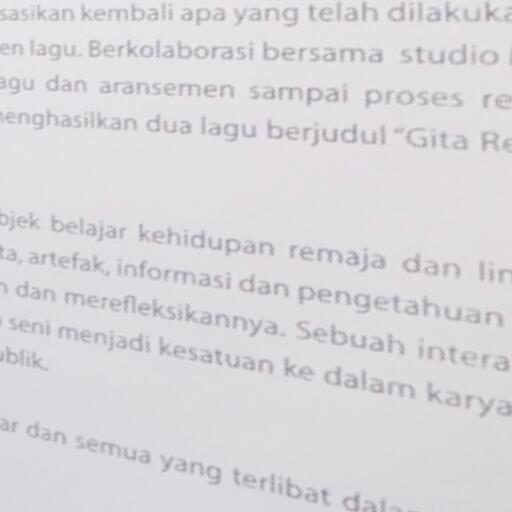 sasikan kembali apa yang telah dilakuka
en lagu. Berkolaborasi bersama studio
agu dan aransemen sampai proses re
menghasilkan dua lagu berjudul "Gita Re
bjek belajar kehidupan remaja dan lin
ta, artefak, informasi dan pengetahuan
n dan merefleksikannya. Sebuah intera
seni menjadi kesatuan ke dalam karya
ublik.
ar dan semua yang terlibat dala